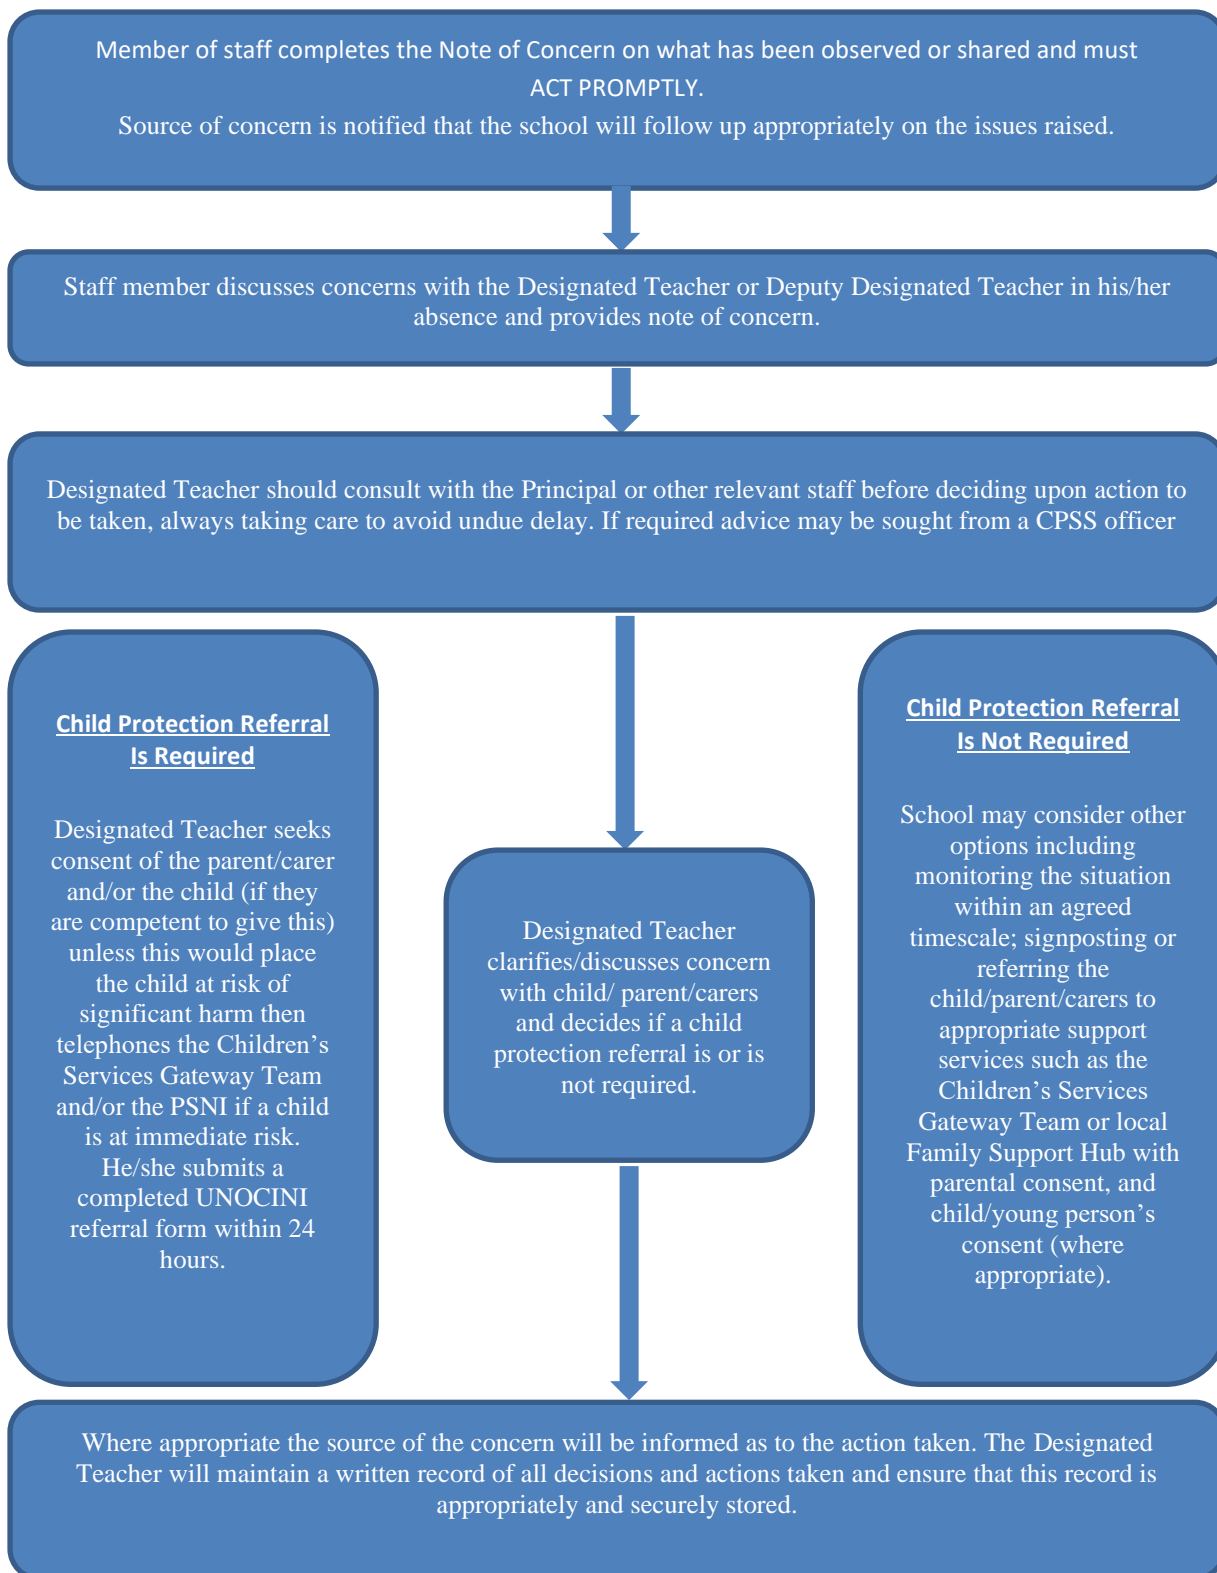 Member of staff completes the Note of Concern on what has been observed or shared and must
ACT PROMPTLY.
Source of concern is notified that the school will follow up appropriately on the issues raised.
Staff member discusses concerns with the Designated Teacher or Deputy Designated Teacher in his/her
absence and provides note of concern.
Designated Teacher should consult with the Principal or other relevant staff before deciding upon action to
be taken, always taking care to avoid undue delay. If required advice may be sought from a CPSS officer
Child Protection Referral
Is Required
Designated Teacher seeks
consent of the parent/carer
and/or the child (if they
are competent to give this)
unless this would place
the child at risk of
significant harm then
telephones the Children’s
Services Gateway Team
and/or the PSNI if a child
is at immediate risk.
He/she submits a
completed UNOCINI
referral form within 24
hours.
Designated Teacher
clarifies/discusses concern
with child/ parent/carers
and decides if a child
protection referral is or is
not required.
Child Protection Referral
Is Not Required
School may consider other
options including
monitoring the situation
within an agreed
timescale; signposting or
referring the
child/parent/carers to
appropriate support
services such as the
Children’s Services
Gateway Team or local
Family Support Hub with
parental consent, and
child/young person’s
consent (where
appropriate).
Where appropriate the source of the concern will be informed as to the action taken. The Designated
Teacher will maintain a written record of all decisions and actions taken and ensure that this record is
appropriately and securely stored.